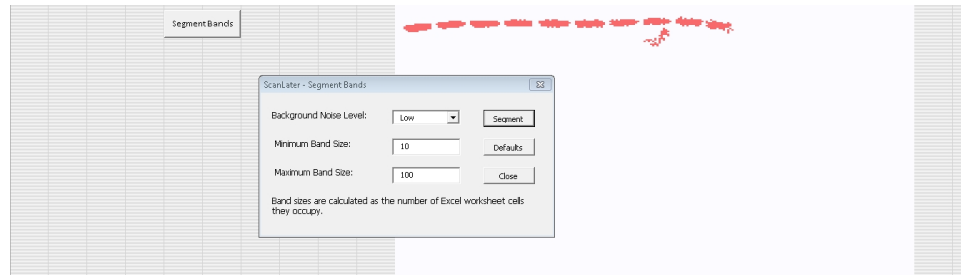 Segment Bands
ScanLater - Segment Bands
Background Noise Level:
Low
Segment
Minimum Band Size:
10
Defaults
Maximum Band Size:
100
Close
Band sizes are calculated as the number of Excel worksheet cells
they occupy.